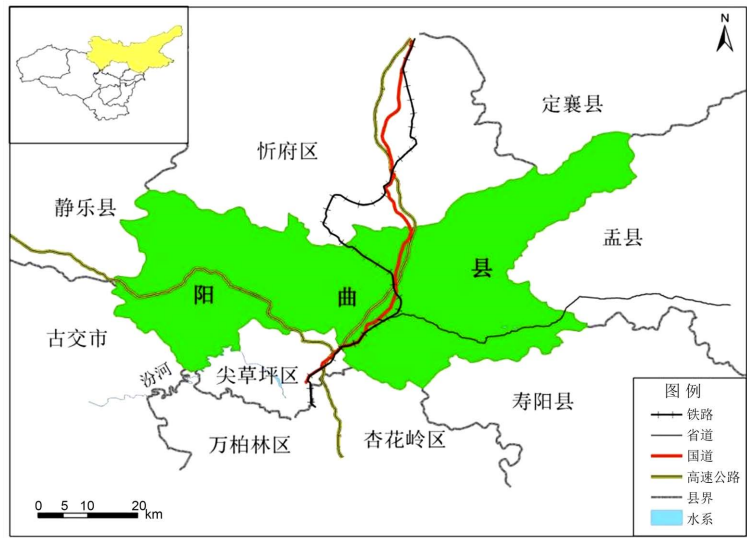 N
定襄县
忻府区
静乐县
盂县
阳 曲 县
古交市
汾河
尖草坪区
寿阳县
万柏林区
杏花岭区
图 例
铁路
省道
国道
高速公路
县界
水系
0 5 10 20
km